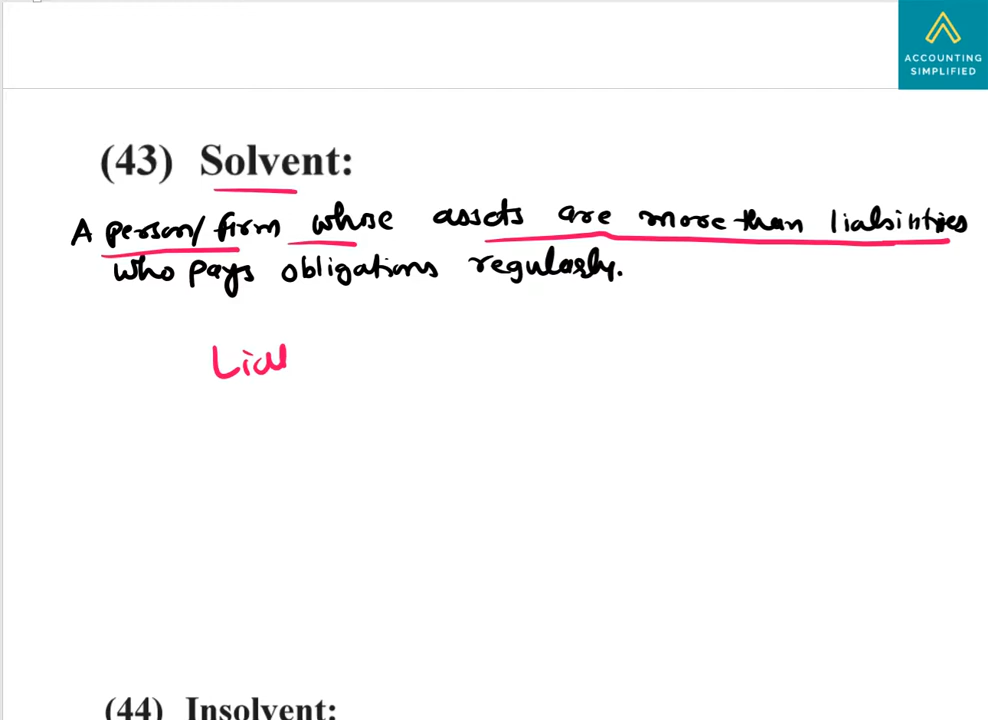 ACCOUNTING
SIMPLIFIED
(43) Solvent:
A person/firm whose assets are more than liabilities
who pays obligations regularly.
Lia
(44) Insolvent: